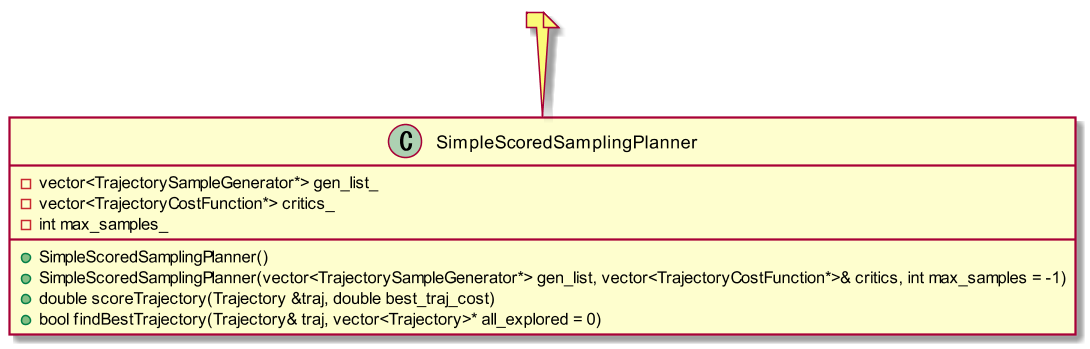 C SimpleScoredSamplingPlanner
vector<TrajectorySampleGenerator*> gen_list_
vector<TrajectoryCostFunction*> critics_
int max_samples_
SimpleScoredSamplingPlanner()
SimpleScoredSamplingPlanner(vector<TrajectorySampleGenerator*> gen_list, vector<TrajectoryCostFunction*>& critics, int max_samples = -1)
double scoreTrajectory(Trajectory &traj, double best_traj_cost)
bool findBestTrajectory(Trajectory& traj, vector<Trajectory>* all_explored = 0)